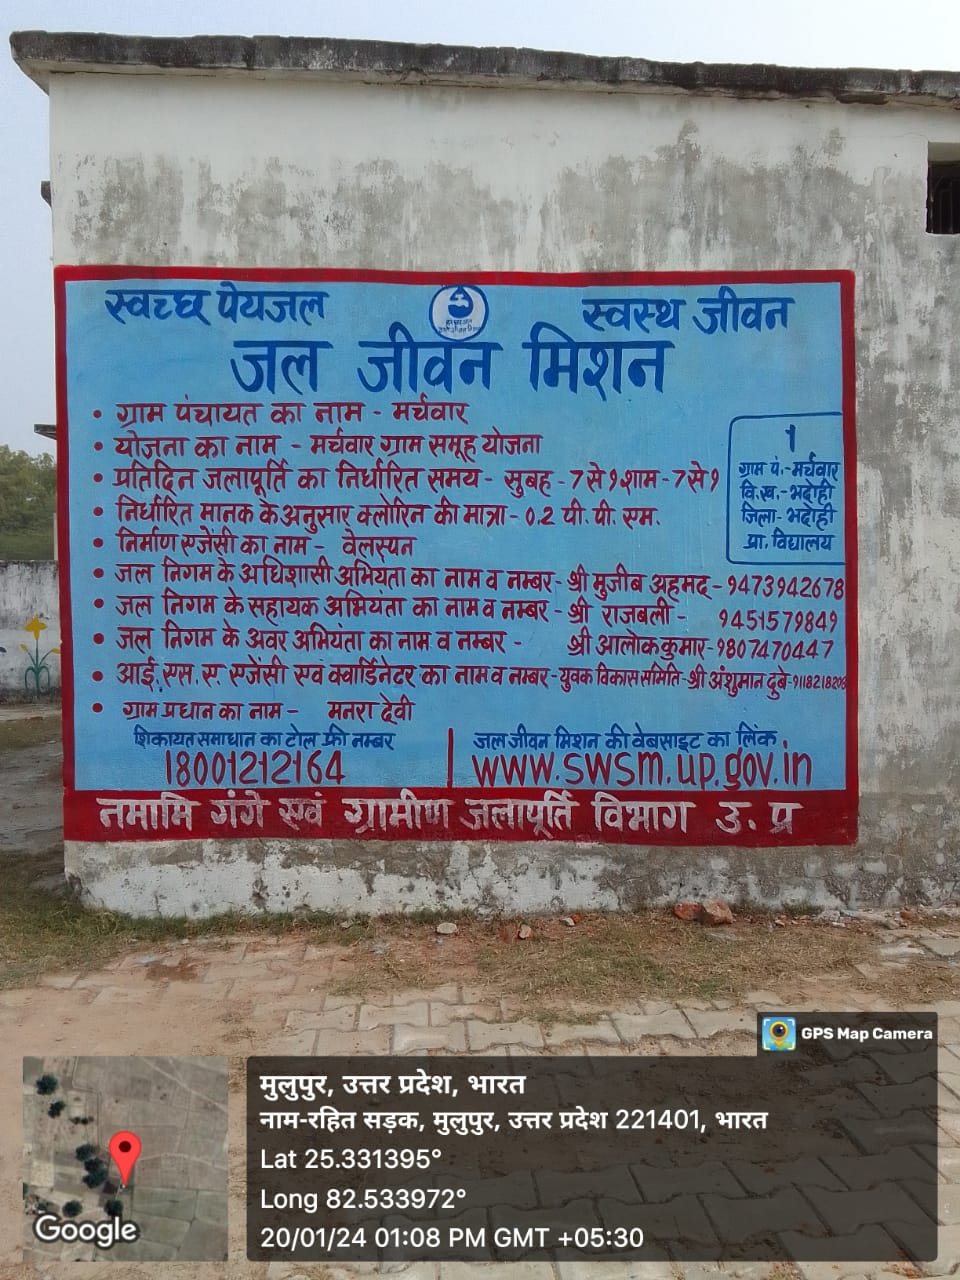 स्वच्छ पेयजल स्वस्थ जीवन
जल जीवन मिशन
• ग्राम पंचायत का नाम - मर्चवार
• योजना का नाम - मर्चवार ग्राम समूह योजना
• प्रतिदिन जलापूर्ति का निर्धारित समय - सुबह - 7 से 9 शाम - 7 से 9
• निर्धारित मानक के अनुसार क्लोरिन की मात्रा - 0.2 पी. पी. एम.
• निर्माण एजेंसी का नाम - वेलस्पन
• जल निगम के अधिशासी अभियंता का नाम व नम्बर - श्री मुजीब अहमद - 9473942678
• जल निगम के सहायक अभियंता का नाम व नम्बर - श्री राजबली - 9451579849
• जल निगम के अवर अभियंता का नाम व नम्बर - श्री आलोक कुमार - 9807470447
• आई. एस. ए. एजेंसी एवं क्वार्डिनेटर का नाम व नम्बर - युवक विकास समिति - श्री अंशुमान दुबे -
• ग्राम प्रधान का नाम - मनरा देवी
1
ग्राम पं. - मर्चवार
वि. ख. - भदोही
जिला - भदोही
प्रा. विद्यालय
शिकायत समाधान का टोल फ्री नम्बर
18001212164
जल जीवन मिशन की वेबसाइट का लिंक
www.swsm.up.gov.in
नमामि गंगे एवं ग्रामीण जलापूर्ति विभाग उ. प्र
GPS Map Camera
मुलुपुर, उत्तर प्रदेश, भारत
नाम-रहित सड़क, मुलुपुर, उत्तर प्रदेश 221401, भारत
Lat 25.331395°
Long 82.533972°
20/01/24 01:08 PM GMT +05:30
Google